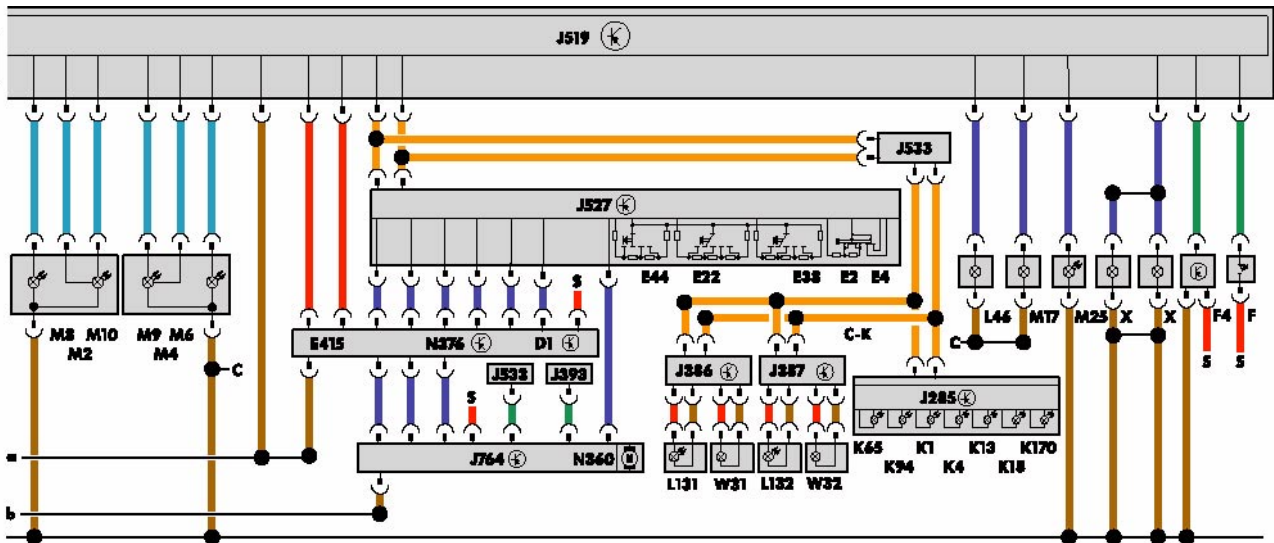 J519
J533
J527
E44 E22 E38 E2 E4
S
E415 N376 D1
C-K
C
L46 M17 M25 X X F4 F
S S
M8 M10 M9 M6
M2 M4
C
J533 J393
J386 J387
S
J285
K65 K1 K13 K170
K94 K4 K18
a
J764 N360 M
L131 W31 L132 W32
b